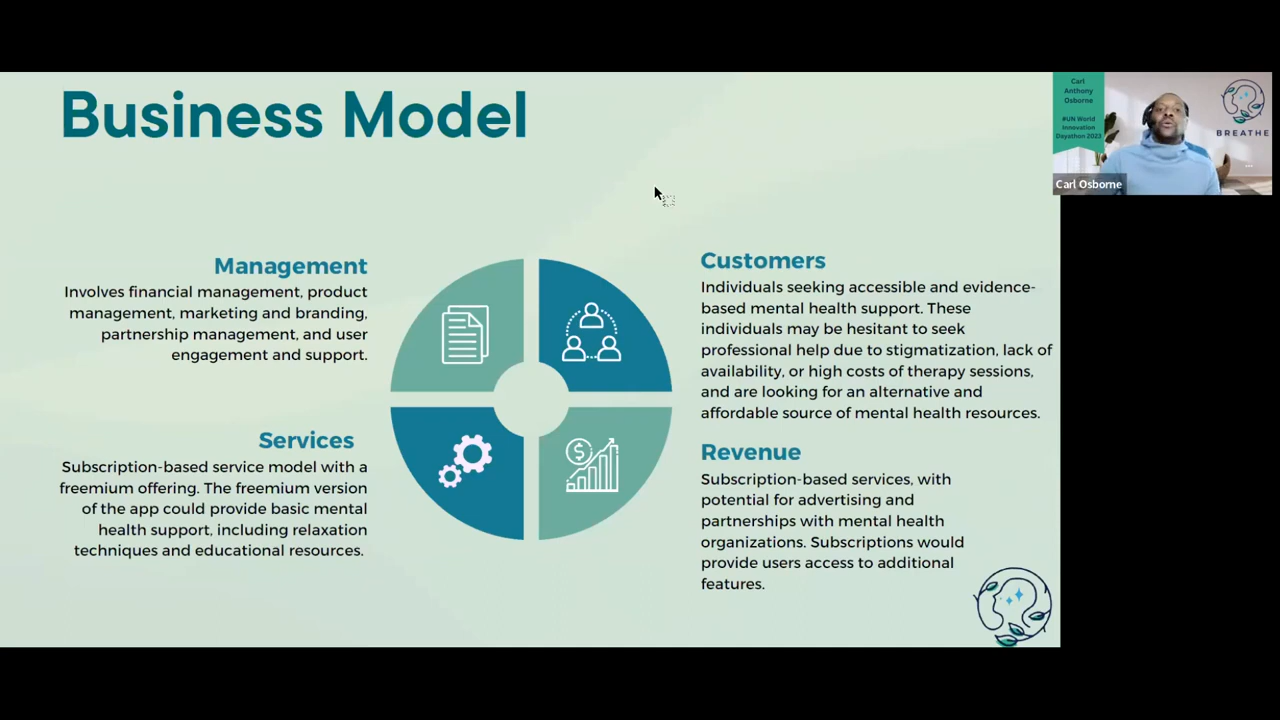 Business Model
Management
Involves financial management, product
management, marketing and branding,
partnership management, and user
engagement and support.
Services
Subscription-based service model with a
freemium offering. The freemium version
of the app could provide basic mental
health support, including relaxation
techniques and educational resources.
Customers
Individuals seeking accessible and evidence-
based mental health support. These
individuals may be hesitant to seek
professional help due to stigmatization, lack of
availability, or high costs of therapy sessions,
and are looking for an alternative and
affordable source of mental health resources.
Revenue
Subscription-based services, with
potential for advertising and
partnerships with mental health
organizations. Subscriptions would
provide users access to additional
features.
$
Carl
Anthony
Osborne
#UN World
Innovation
Dayathon 2023
BREATHE
Carl Osborne